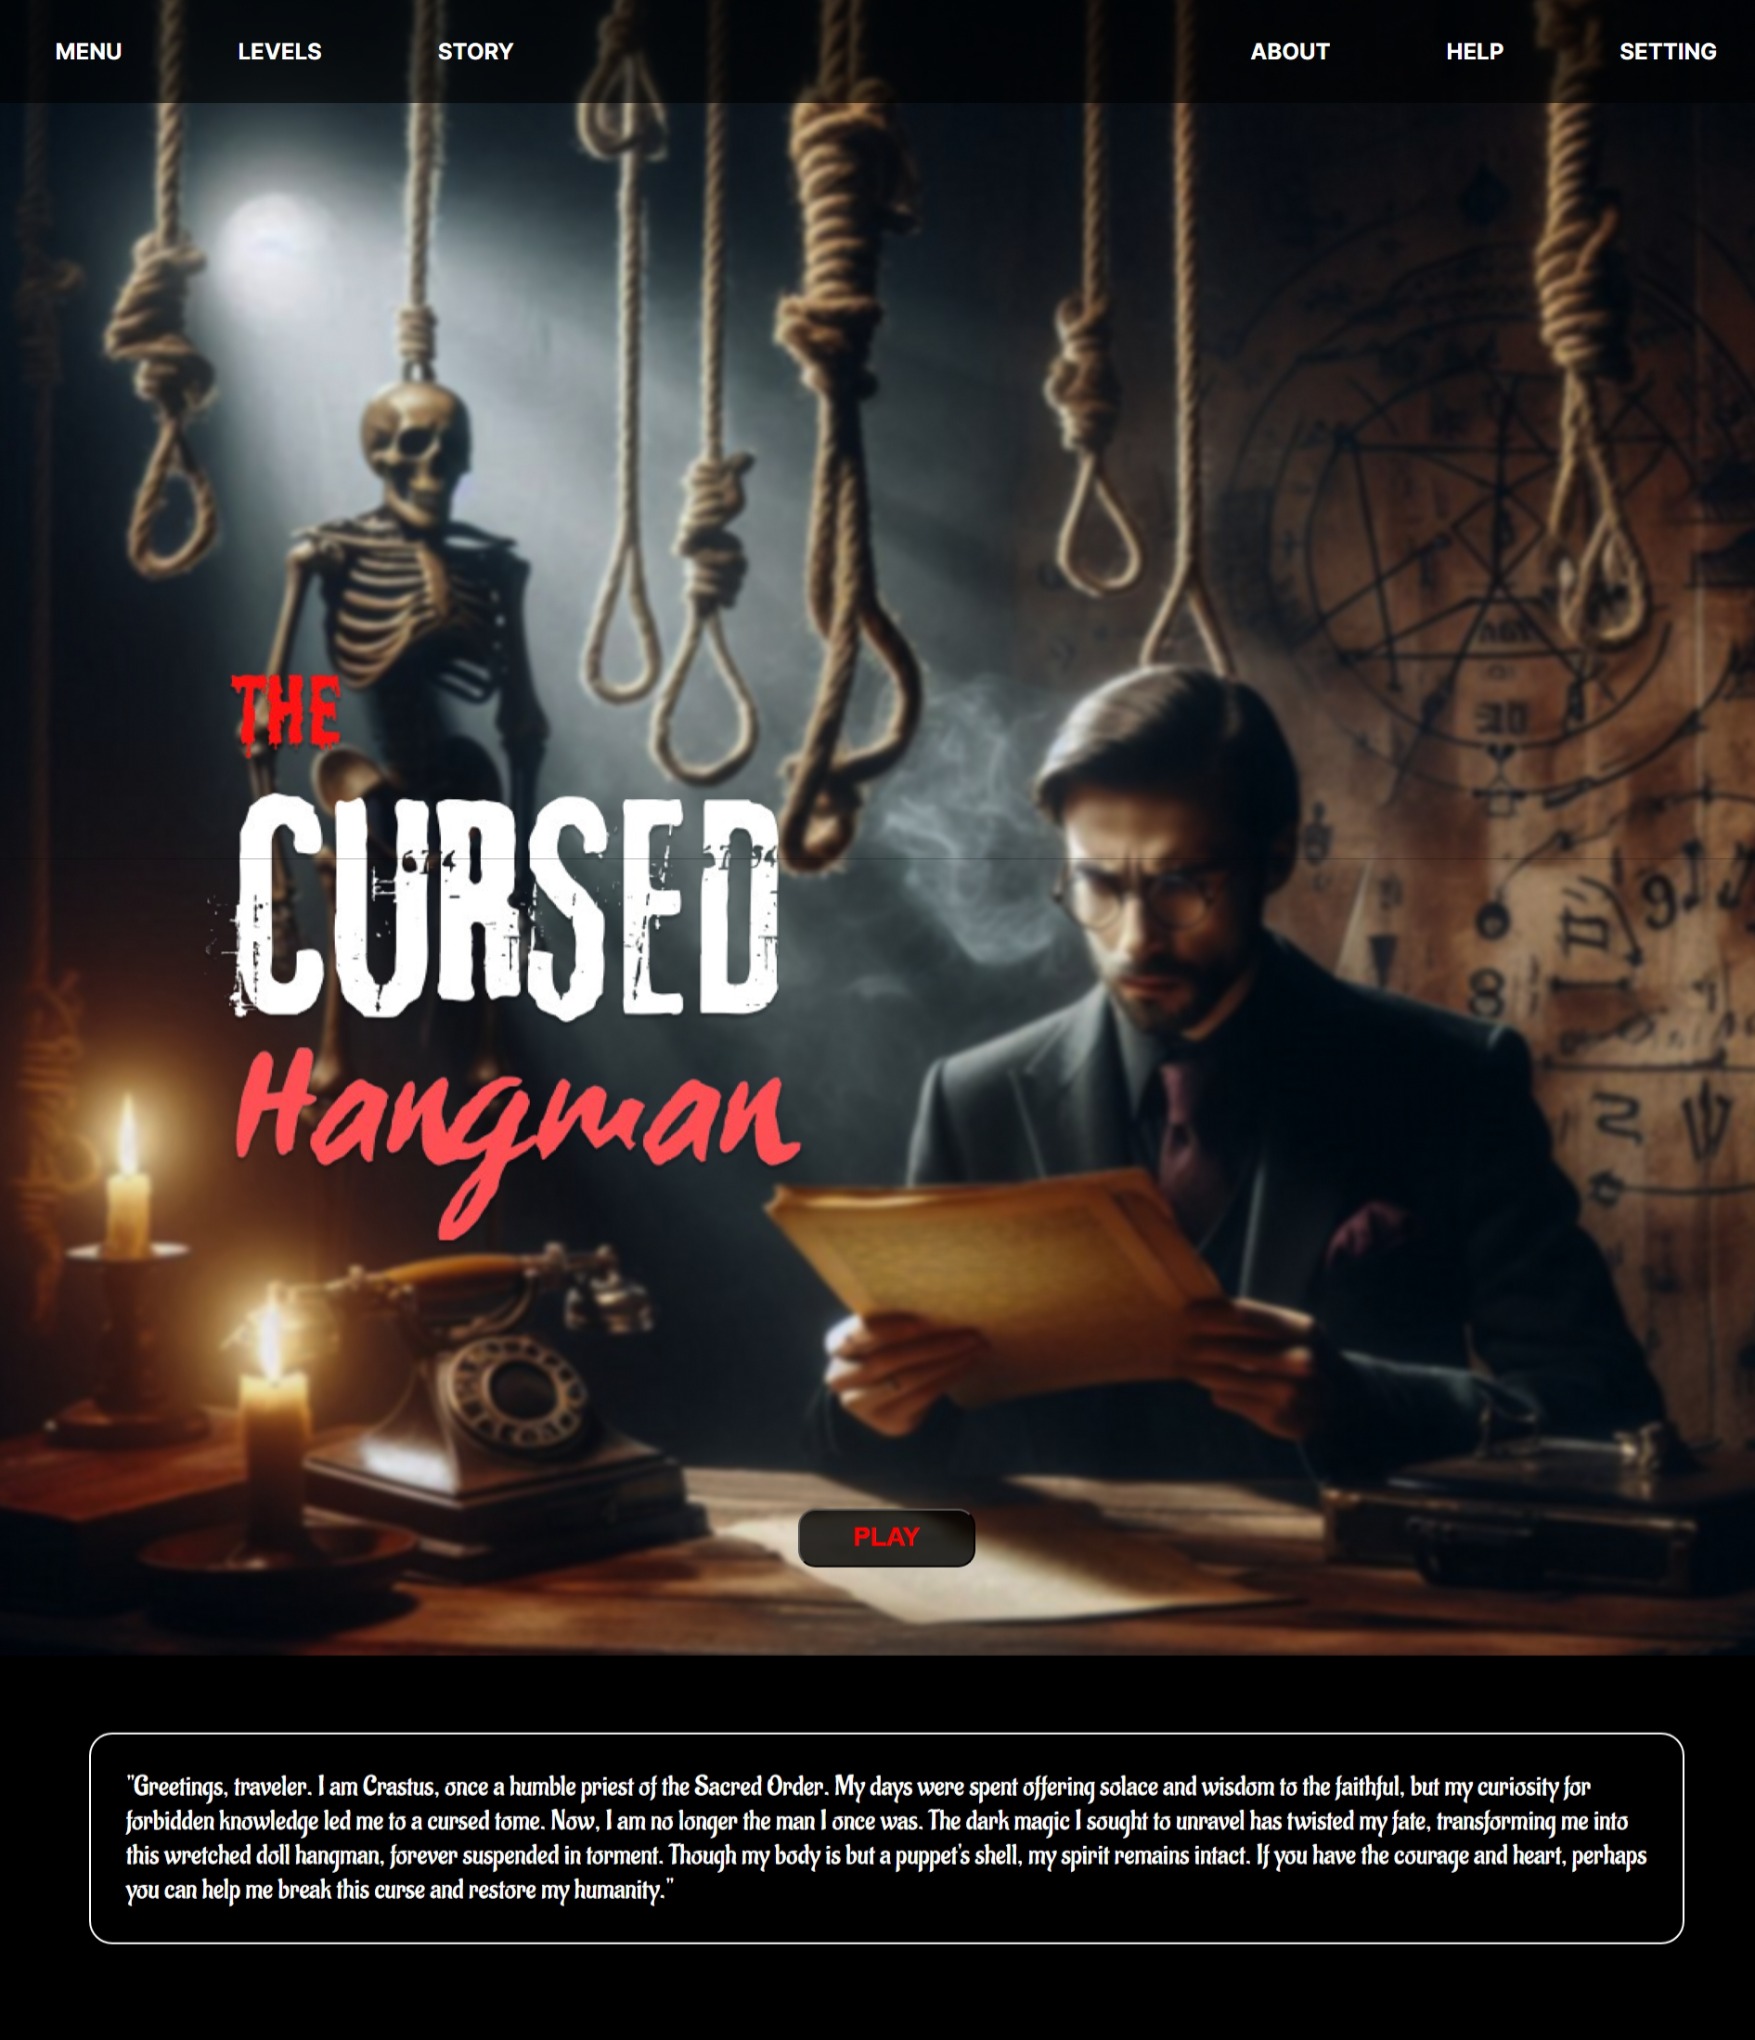 MENU LEVELS STORY ABOUT HELP SETTING
THE
CURSED
Hangman
PLAY
"Greetings, traveler. I am Crastus, once a humble priest of the Sacred Order. My days were spent offering solace and wisdom to the faithful, but my curiosity for
forbidden knowledge led me to a cursed tome. Now, I am no longer the man I once was. The dark magic I sought to unravel has twisted my fate, transforming me into
this wretched doll hangman, forever suspended in torment. Though my body is but a puppet's shell, my spirit remains intact. If you have the courage and heart, perhaps
you can help me break this curse and restore my humanity."